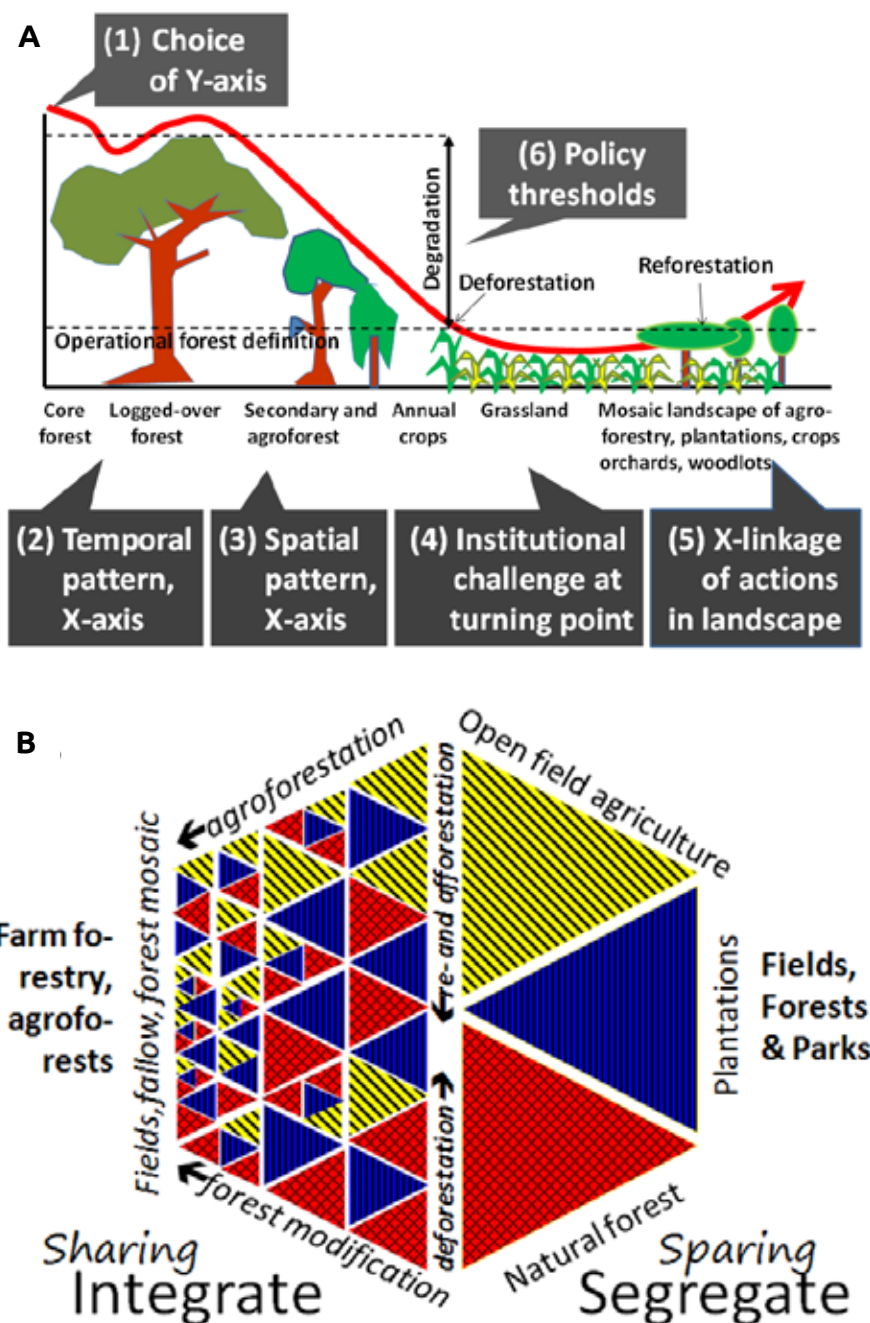 A
(1) Choice
of Y-axis
(6) Policy
thresholds
Degradation
Deforestation
Reforestation
Operational forest definition
Core
forest
Logged-over
forest
Secondary and
agroforest
Annual
crops
Grassland
Mosaic landscape of agro-
forestry, plantations, crops
orchards, woodlots
(2) Temporal
pattern,
X-axis
(3) Spatial
pattern,
X-axis
(4) Institutional
challenge at
turning point
(5) X-linkage
of actions
in landscape
B
agroforestation
re- and afforestation
Open field agriculture
Fields, fallow, forest mosaic
Farm fo-
restry,
agrofo-
rests
Plantations
Fields,
Forests
& Parks
deforestation
forest modification
Natural forest
Sharing
Integrate
Sparing
Segregate